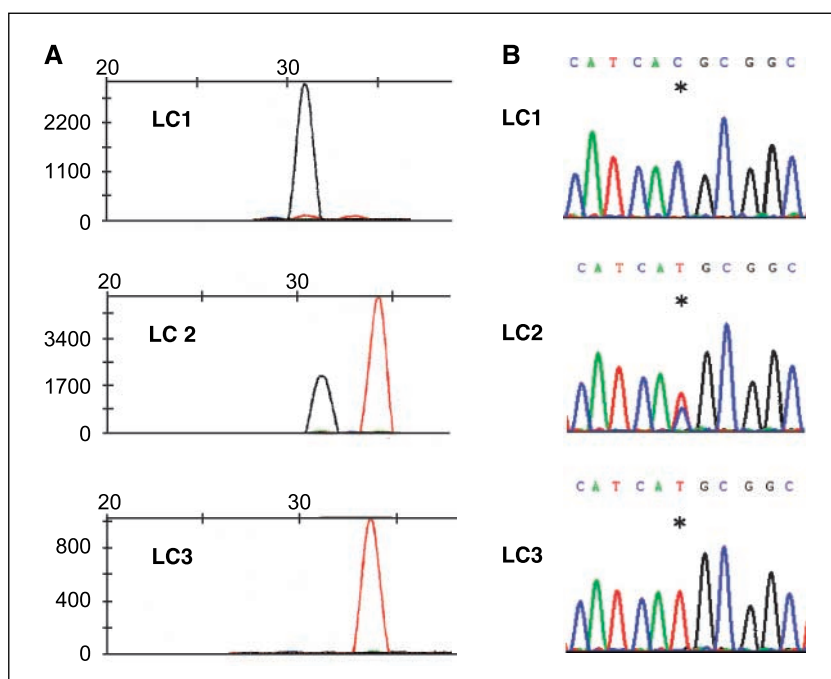 A
20 30
LC1
2200
1100
0
20 30
LC 2
3400
1700
0
20 30
LC3
800
400
0
B
C A T C A C G C G G C
*
LC1
C A T C A T G C G G C
*
LC2
C A T C A T G C G G C
*
LC3